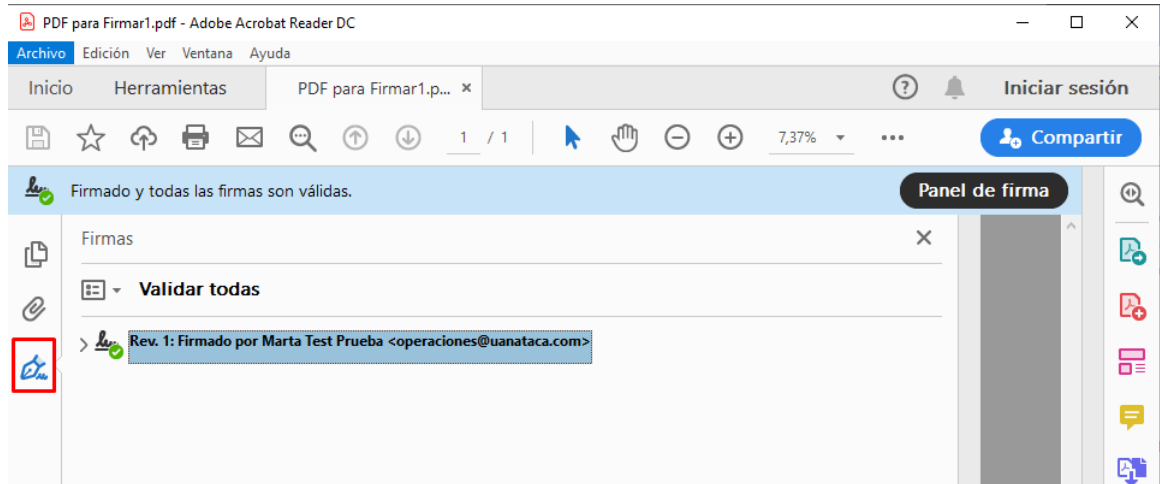 PDF para Firmar1.pdf - Adobe Acrobat Reader DC
Archivo Edición Ver Ventana Ayuda
Inicio Herramientas PDF para Firmar1.p... × ? Iniciar sesión
1 / 1 7,37% Compartir
Firmado y todas las firmas son válidas. Panel de firma
Firmas
Validar todas
Rev. 1: Firmado por Marta Test Prueba <operaciones@uanataca.com>